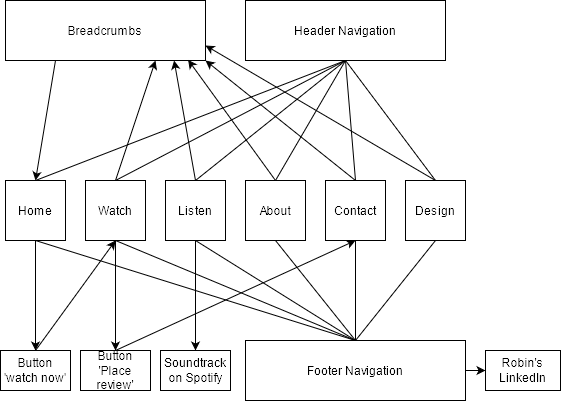 Breadcrumbs
Header Navigation
Home
Watch
Listen
About
Contact
Design
Button
'watch now'
Button
'Place
review'
Soundtrack
on Spotify
Footer Navigation
Robin's
LinkedIn